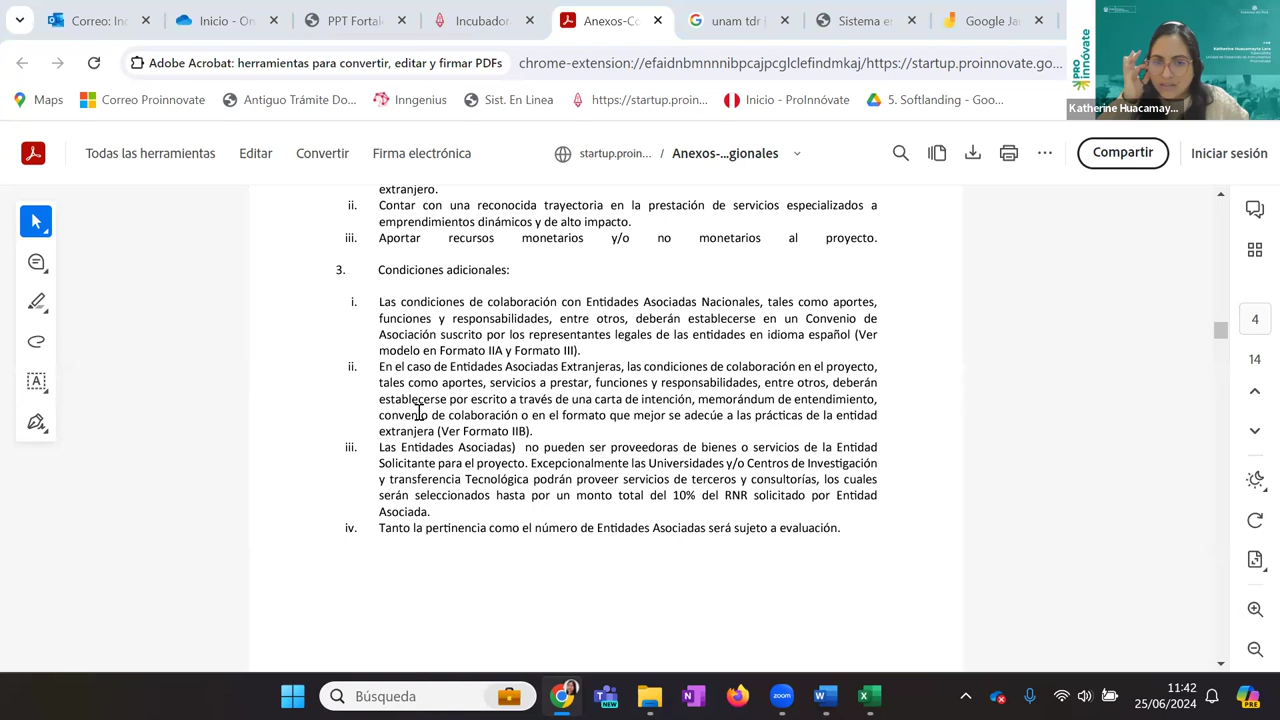 Correo: Ini
Inicio - On
PPT Fortal
Incubador
Anexos-Co
unam td
Sistema en
Google Ja
Adobe Acrobat: herramientas para convertir, editar y firmar PDFs
chrome-extension://efaidnbmnnnibpcajpcglclefindmkaj/https://startup.proinnovate.go...
Maps
Correo Proinnovate
Antiguo Trámite Do...
Inngenius
Sist. En Linea
https://startup.proin...
Inicio - ProInnóvate
5. Softlanding - Goo...
PRO innóvate
Katherine Huacamayta Lara
Katherine Huacamay...
Todas las herramientas
Editar
Convertir
Firma electrónica
startup.proin... / Anexos-...gionales
Compartir
Iniciar sesión
extranjero.
ii. Contar con una reconocida trayectoria en la prestación de servicios especializados a
emprendimientos dinámicos y de alto impacto.
iii. Aportar recursos monetarios y/o no monetarios al proyecto.
3. Condiciones adicionales:
i. Las condiciones de colaboración con Entidades Asociadas Nacionales, tales como aportes,
funciones y responsabilidades, entre otros, deberán establecerse en un Convenio de
Asociación suscrito por los representantes legales de las entidades en idioma español (Ver
modelo en Formato IIA y Formato III).
ii. En el caso de Entidades Asociadas Extranjeras, las condiciones de colaboración en el proyecto,
tales como aportes, servicios a prestar, funciones y responsabilidades, entre otros, deberán
establecerse por escrito a través de una carta de intención, memorándum de entendimiento,
convenio de colaboración o en el formato que mejor se adecúe a las prácticas de la entidad
extranjera (Ver Formato IIB).
iii. Las Entidades Asociadas) no pueden ser proveedoras de bienes o servicios de la Entidad
Solicitante para el proyecto. Excepcionalmente las Universidades y/o Centros de Investigación
y transferencia Tecnológica podrán proveer servicios de terceros y consultorías, los cuales
serán seleccionados hasta por un monto total del 10% del RNR solicitado por Entidad
Asociada.
iv. Tanto la pertinencia como el número de Entidades Asociadas será sujeto a evaluación.
4
14
Búsqueda
11:42
25/06/2024